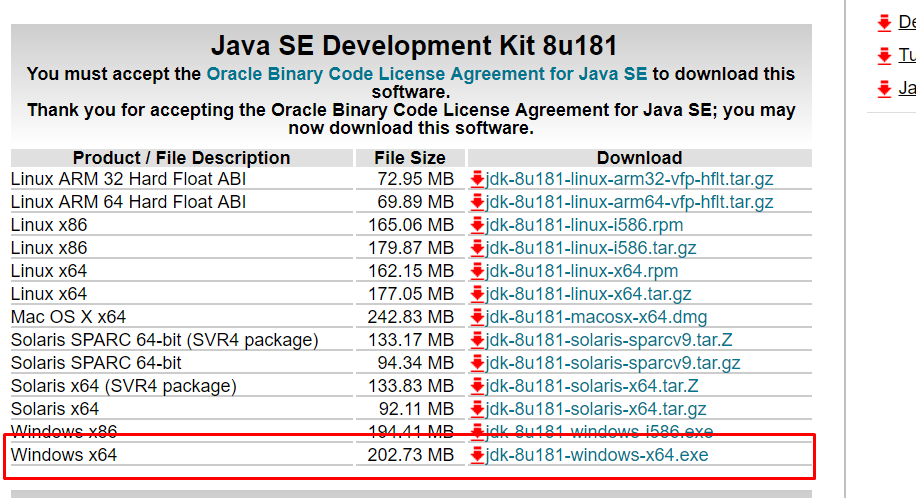 Java SE Development Kit 8u181
You must accept the Oracle Binary Code License Agreement for Java SE to download this
software.
Thank you for accepting the Oracle Binary Code License Agreement for Java SE; you may
now download this software.
Product / File Description File Size Download
Linux ARM 32 Hard Float ABI 72.95 MB jdk-8u181-linux-arm32-vfp-hflt.tar.gz
Linux ARM 64 Hard Float ABI 69.89 MB jdk-8u181-linux-arm64-vfp-hflt.tar.gz
Linux x86 165.06 MB jdk-8u181-linux-i586.rpm
Linux x86 179.87 MB jdk-8u181-linux-i586.tar.gz
Linux x64 162.15 MB jdk-8u181-linux-x64.rpm
Linux x64 177.05 MB jdk-8u181-linux-x64.tar.gz
Mac OS X x64 242.83 MB jdk-8u181-macosx-x64.dmg
Solaris SPARC 64-bit (SVR4 package) 133.17 MB jdk-8u181-solaris-sparcv9.tar.Z
Solaris SPARC 64-bit 94.34 MB jdk-8u181-solaris-sparcv9.tar.gz
Solaris x64 (SVR4 package) 133.83 MB jdk-8u181-solaris-x64.tar.Z
Solaris x64 92.11 MB jdk-8u181-solaris-x64.tar.gz
Windows x86 194.41 MB jdk-8u181-windows-i586.exe
Windows x64 202.73 MB jdk-8u181-windows-x64.exe
De
Tu
Ja